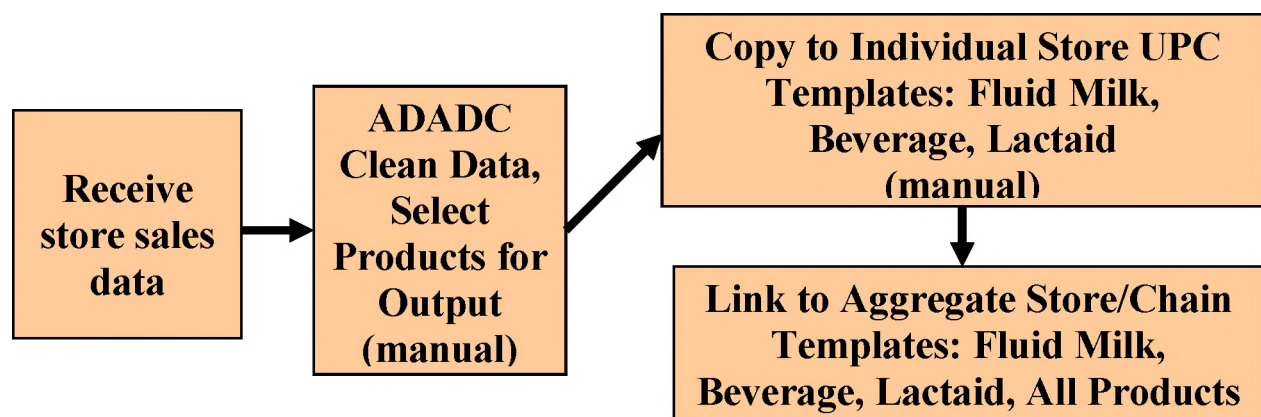 Receive
store sales
data
ADADC
Clean Data,
Select
Products for
Output
(manual)
Copy to Individual Store UPC
Templates: Fluid Milk,
Beverage, Lactaid
(manual)
Link to Aggregate Store/Chain
Templates: Fluid Milk,
Beverage, Lactaid, All Products